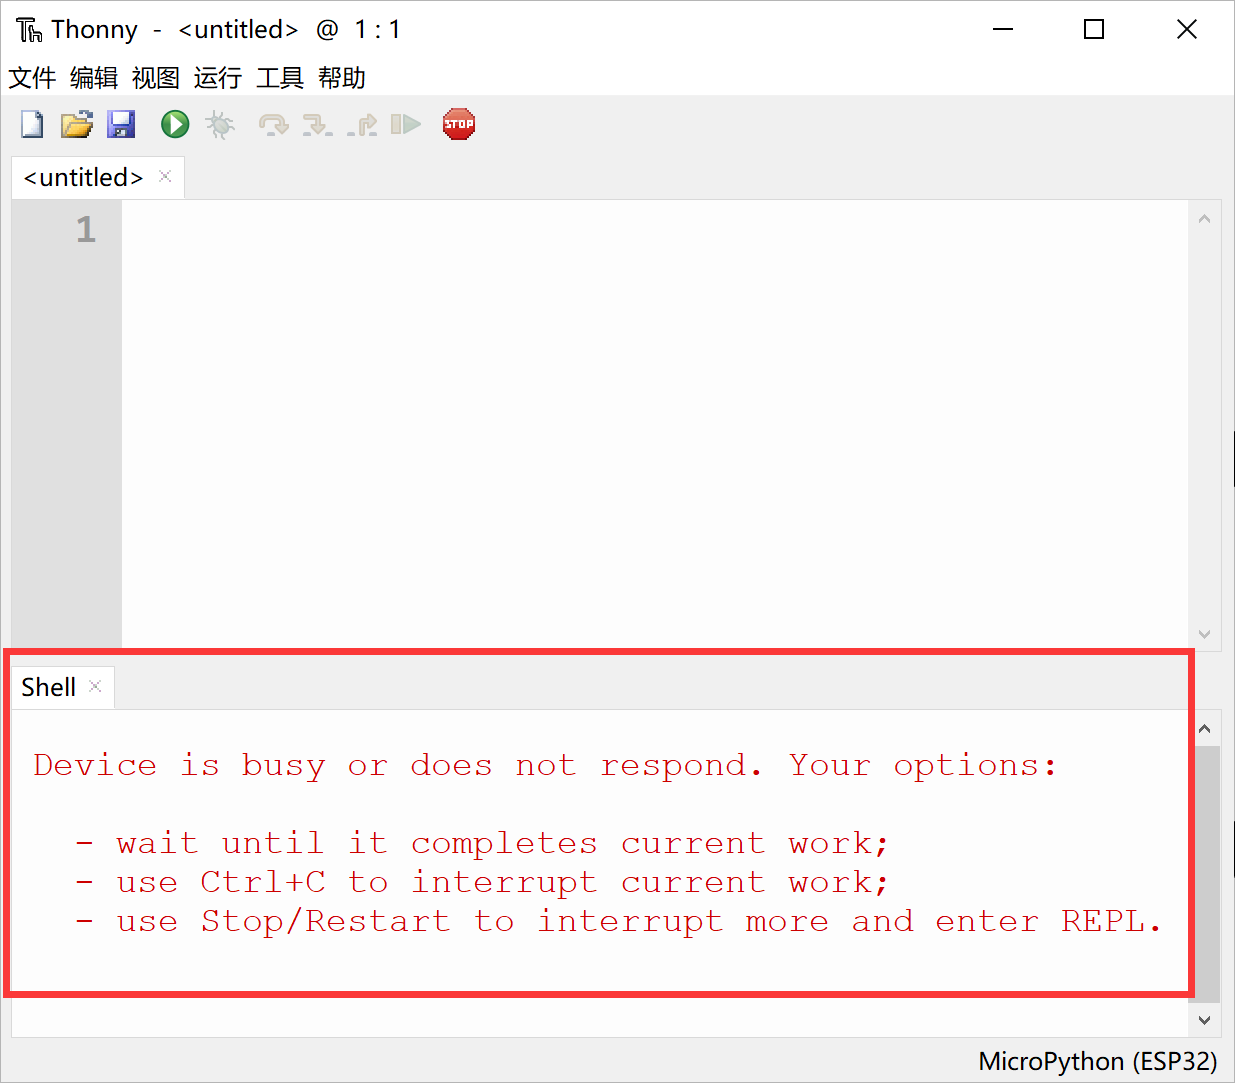 Thonny - <untitled> @ 1 : 1
文件 编辑 视图 运行 工具 帮助
STOP
<untitled>
1
Shell
Device is busy or does not respond. Your options:
- wait until it completes current work;
- use Ctrl+C to interrupt current work;
- use Stop/Restart to interrupt more and enter REPL.
MicroPython (ESP32)